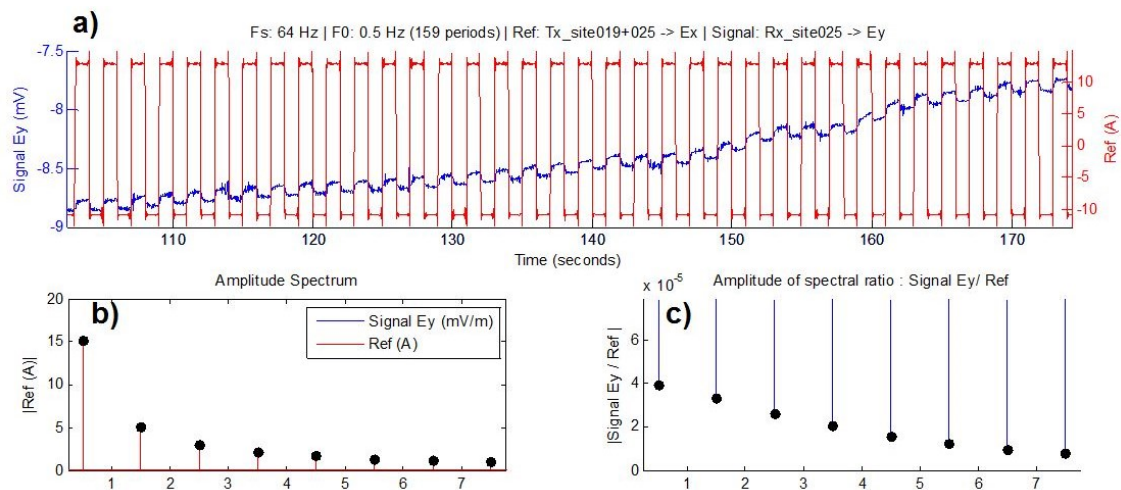 a)
Fs: 64 Hz | F0: 0.5 Hz (159 periods) | Ref: Tx_site019+025 -> Ex | Signal: Rx_site025 -> Ey
-7.5
-8
-8.5
-9
Signal Ey (mV)
10
5
0
-5
-10
Ref (A)
110 120 130 140 150 160 170
Time (seconds)
Amplitude Spectrum
b)
20
15
10
5
0
|Ref (A)|
Signal Ey (mV/m)
Ref (A)
1 2 3 4 5 6 7
x 10-5
Amplitude of spectral ratio : Signal Ey/ Ref
c)
6
4
2
0
|Signal Ey / Ref |
1 2 3 4 5 6 7